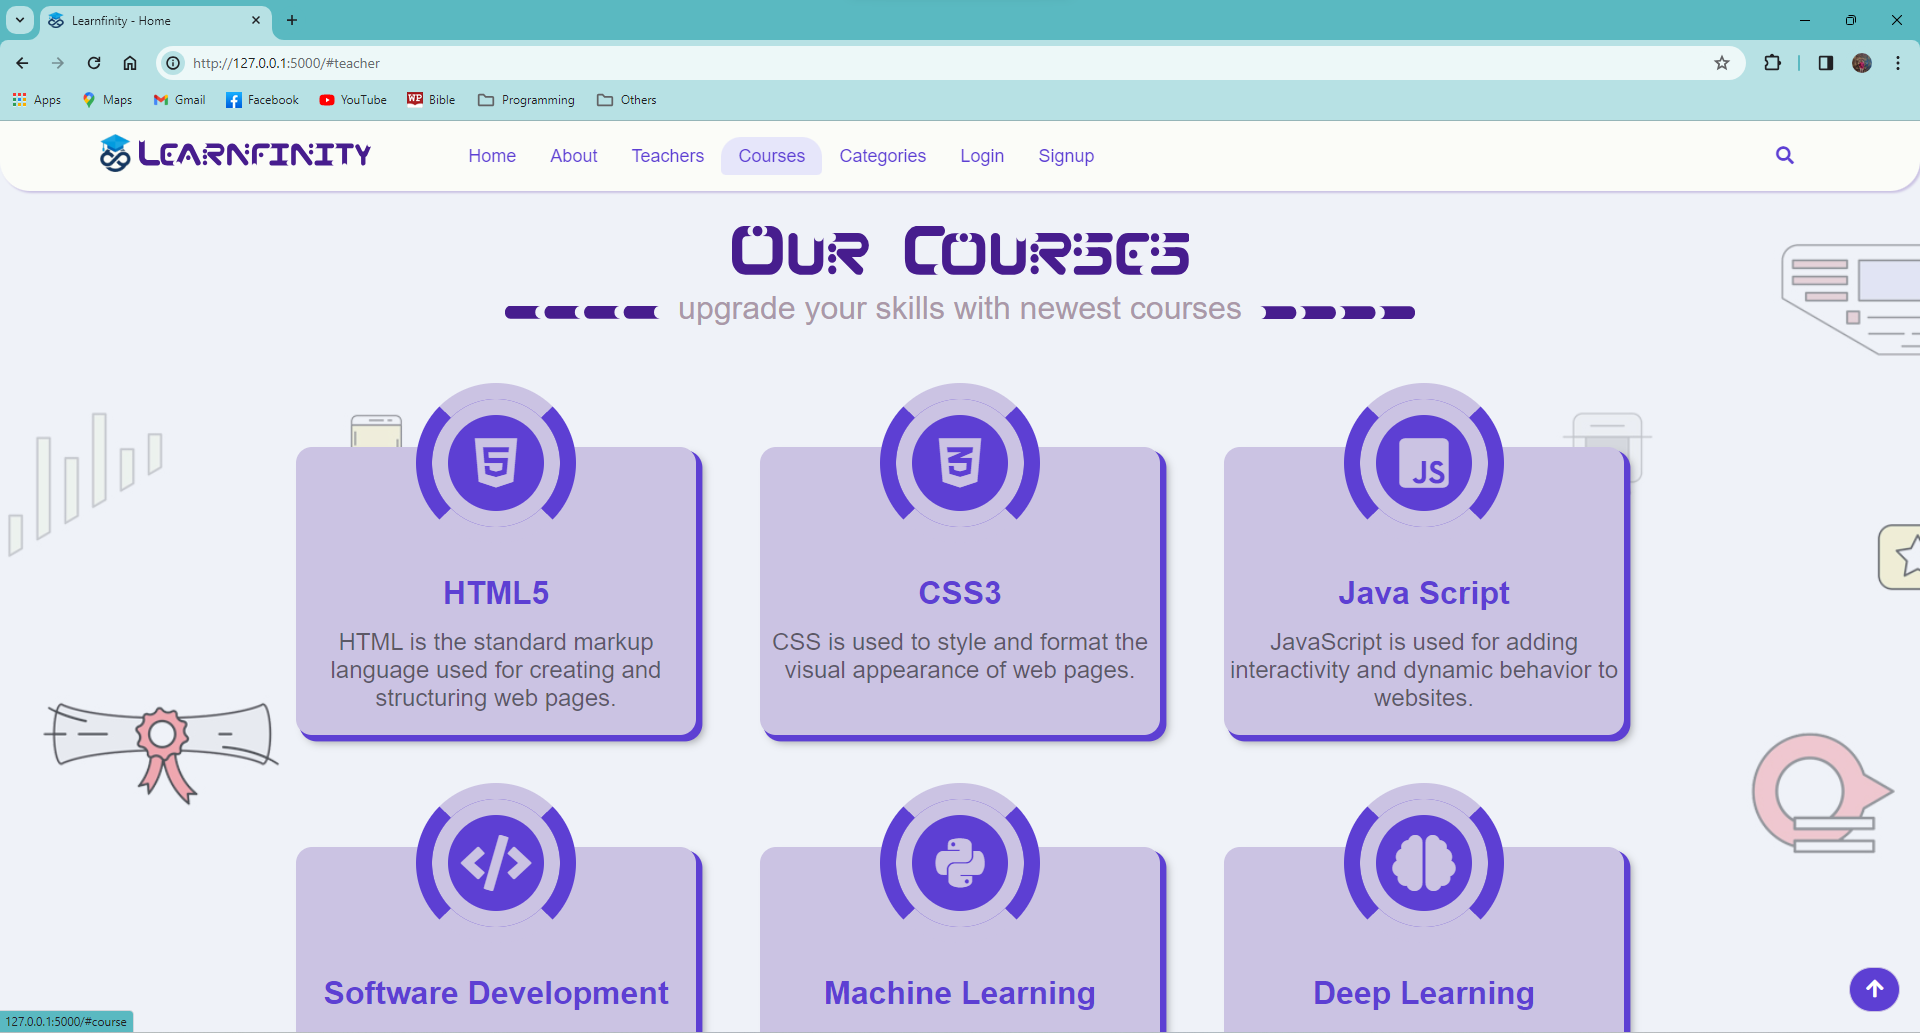 Learnfinity - Home
http://127.0.0.1:5000/#teacher
Apps Maps Gmail Facebook YouTube Bible Programming Others
LEARNFINITY Home About Teachers Courses Categories Login Signup
OUR COURSES
upgrade your skills with newest courses
JS
HTML5
HTML is the standard markup
language used for creating and
structuring web pages.
CSS3
CSS is used to style and format the
visual appearance of web pages.
Java Script
JavaScript is used for adding
interactivity and dynamic behavior to
websites.
Software Development
Machine Learning
Deep Learning
127.0.0.1:5000/#course